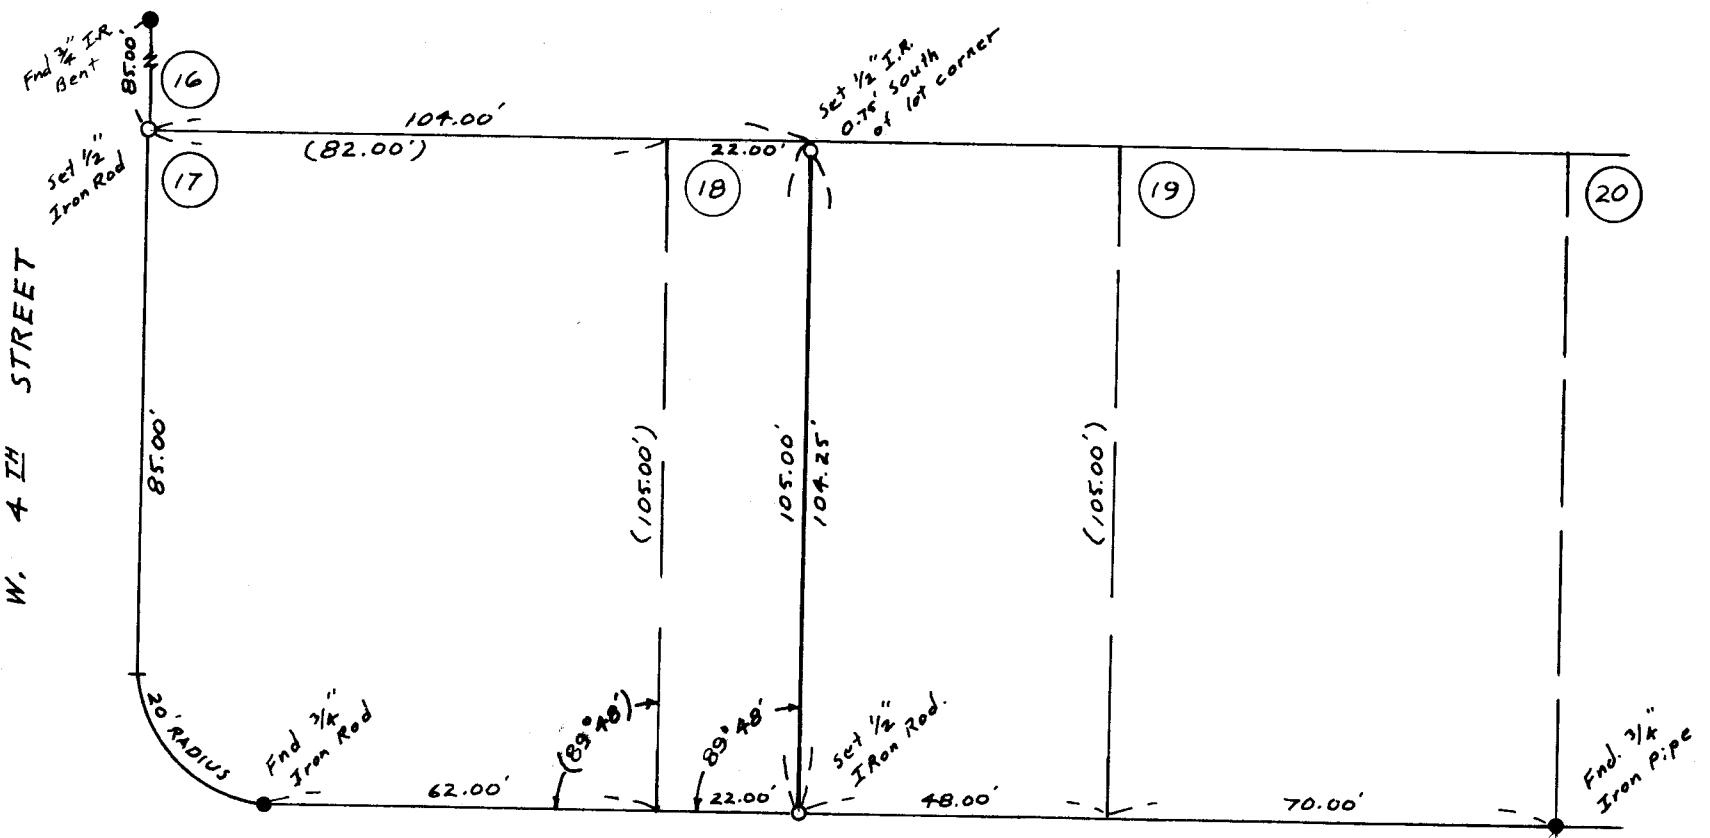 Fnd 3/4" I.R.
Bent
85.00'
16
104.00'
Set 1/2" I.R.
0.75' South
of lot corner
Set 1/2"
Iron Rod
(82.00')
22.00'
17
18
19
20
W. 4TH STREET
85.00'
(105.00')
105.00'
104.25'
(105.00')
20' RADIUS
Fnd 3/4"
Iron Rod
(89°48')
89°48'
Set 1/2"
IRon Rod.
Fnd. 3/4"
Iron Pipe
62.00'
22.00'
48.00'
70.00'